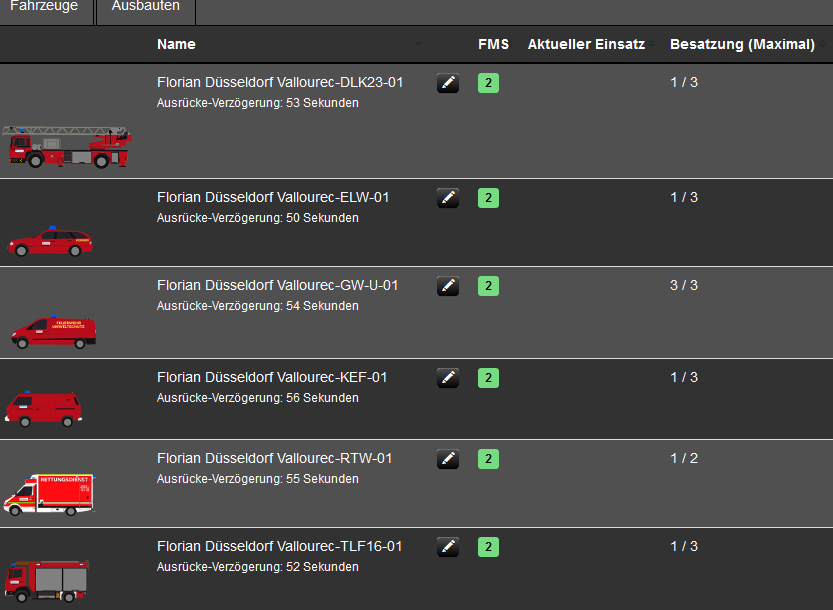 Fahrzeuge Ausbauten
Name FMS Aktueller Einsatz Besatzung (Maximal)
Florian Düsseldorf Vallourec-DLK23-01 2 1 / 3
Ausrücke-Verzögerung: 53 Sekunden
Florian Düsseldorf Vallourec-ELW-01 2 1 / 3
Ausrücke-Verzögerung: 50 Sekunden
Florian Düsseldorf Vallourec-GW-U-01 2 3 / 3
Ausrücke-Verzögerung: 54 Sekunden
FEUERWEHR
UMWELTSCHUTZ
Florian Düsseldorf Vallourec-KEF-01 2 1 / 3
Ausrücke-Verzögerung: 56 Sekunden
Florian Düsseldorf Vallourec-RTW-01 2 1 / 2
Ausrücke-Verzögerung: 55 Sekunden
RETTUNGSDIENST
Florian Düsseldorf Vallourec-TLF16-01 2 1 / 3
Ausrücke-Verzögerung: 52 Sekunden